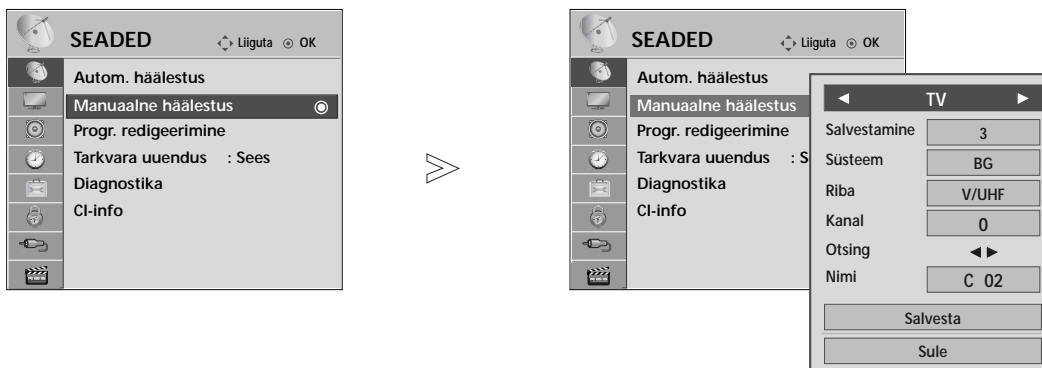 SEADED Liiguta OK
Autom. häälestus
Manuaalne häälestus
Progr. redigeerimine
Tarkvara uuendus : Sees
Diagnostika
CI-info
SEADED Liiguta OK
Autom. häälestus
Manuaalne häälestus
Progr. redigeerimine
Tarkvara uuendus : S
Diagnostika
CI-info
TV
Salvestamine 3
Süsteem BG
Riba V/UHF
Kanal 0
Otsing
Nimi C 02
Salvesta
Sule